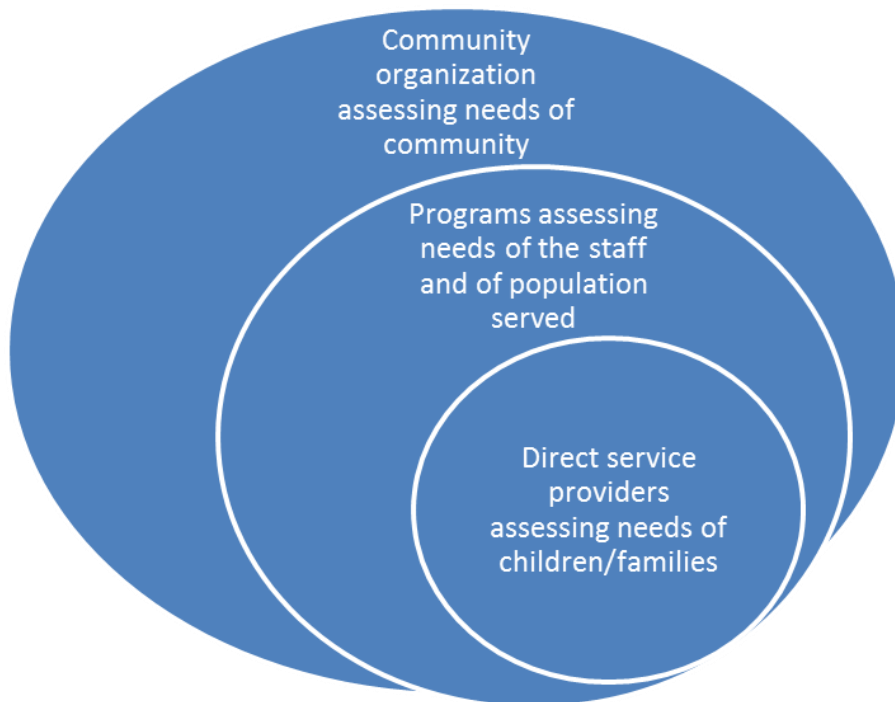 Community
organization
assessing needs of
community
Programs assessing
needs of the staff
and of population
served
Direct service
providers
assessing needs of
children/families